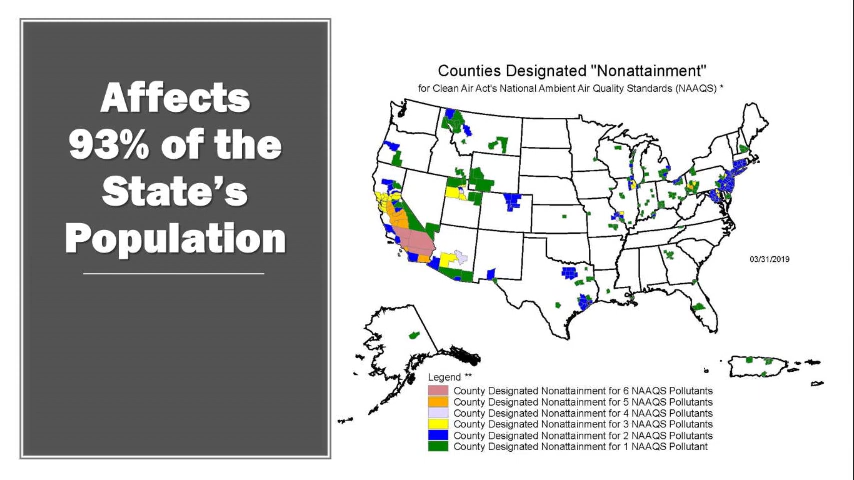 Affects
93% of the
State's
Population
Counties Designated "Nonattainment"
for Clean Air Act's National Ambient Air Quality Standards (NAAQS) *
03/31/2019
Legend **
County Designated Nonattainment for 6 NAAQS Pollutants
County Designated Nonattainment for 5 NAAQS Pollutants
County Designated Nonattainment for 4 NAAQS Pollutants
County Designated Nonattainment for 3 NAAQS Pollutants
County Designated Nonattainment for 2 NAAQS Pollutants
County Designated Nonattainment for 1 NAAQS Pollutant